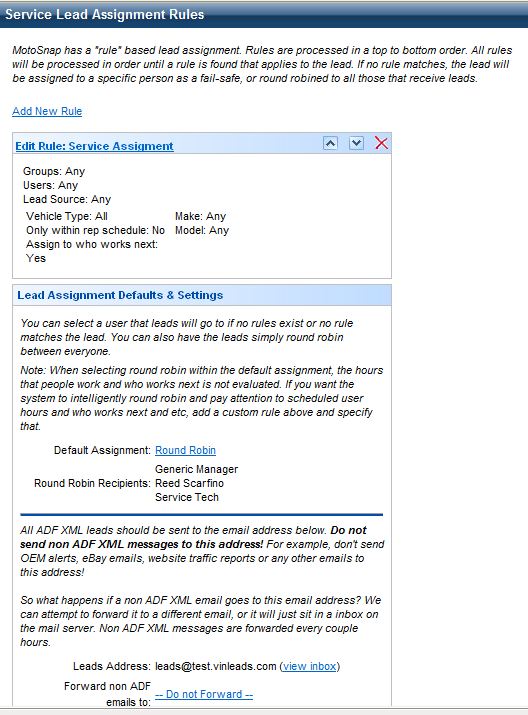 Service Lead Assignment Rules
MotoSnap has a "rule" based lead assignment. Rules are processed in a top to bottom order. All rules
will be processed in order until a rule is found that applies to the lead. If no rule matches, the lead will
be assigned to a specific person as a fail-safe, or round robined to all those that receive leads.
Add New Rule
Edit Rule: Service Assigment
Groups: Any
Users: Any
Lead Source: Any
Vehicle Type: All Make: Any
Only within rep schedule: No Model: Any
Assign to who works next:
Yes
Lead Assignment Defaults & Settings
You can select a user that leads will go to if no rules exist or no rule
matches the lead. You can also have the leads simply round robin
between everyone.
Note: When selecting round robin within the default assignment, the hours
that people work and who works next is not evaluated. If you want the
system to intelligently round robin and pay attention to scheduled user
hours and who works next and etc, add a custom rule above and specify
that.
Default Assignment: Round Robin
Generic Manager
Round Robin Recipients: Reed Scarfino
Service Tech
All ADF XML leads should be sent to the email address below. Do not
send non ADF XML messages to this address! For example, don't send
OEM alerts, eBay emails, website traffic reports or any other emails to
this address!
So what happens if a non ADF XML email goes to this email address? We
can attempt to forward it to a different email, or it will just sit in a inbox on
the mail server. Non ADF XML messages are forwarded every couple
hours.
Leads Address: leads@test.vinleads.com (view inbox)
Forward non ADF
emails to: -- Do not Forward --